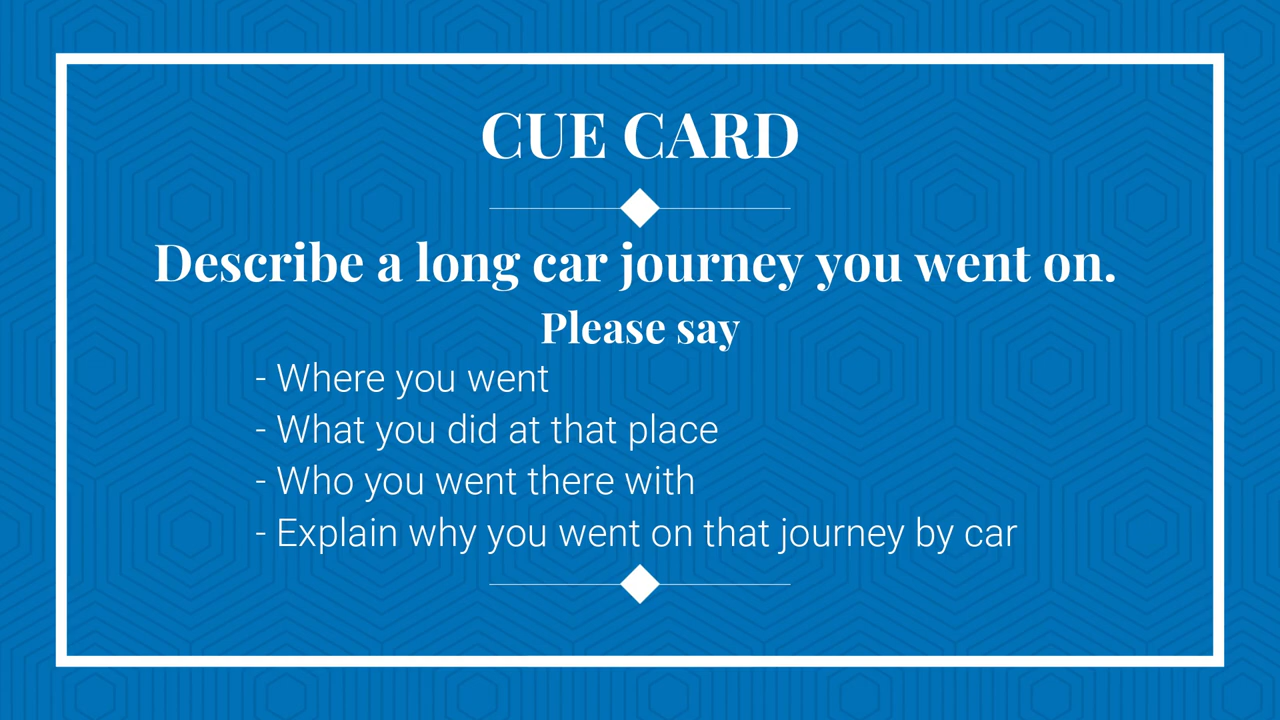 CUE CARD
Describe a long car journey you went on.
Please say
- Where you went
- What you did at that place
- Who you went there with
- Explain why you went on that journey by car